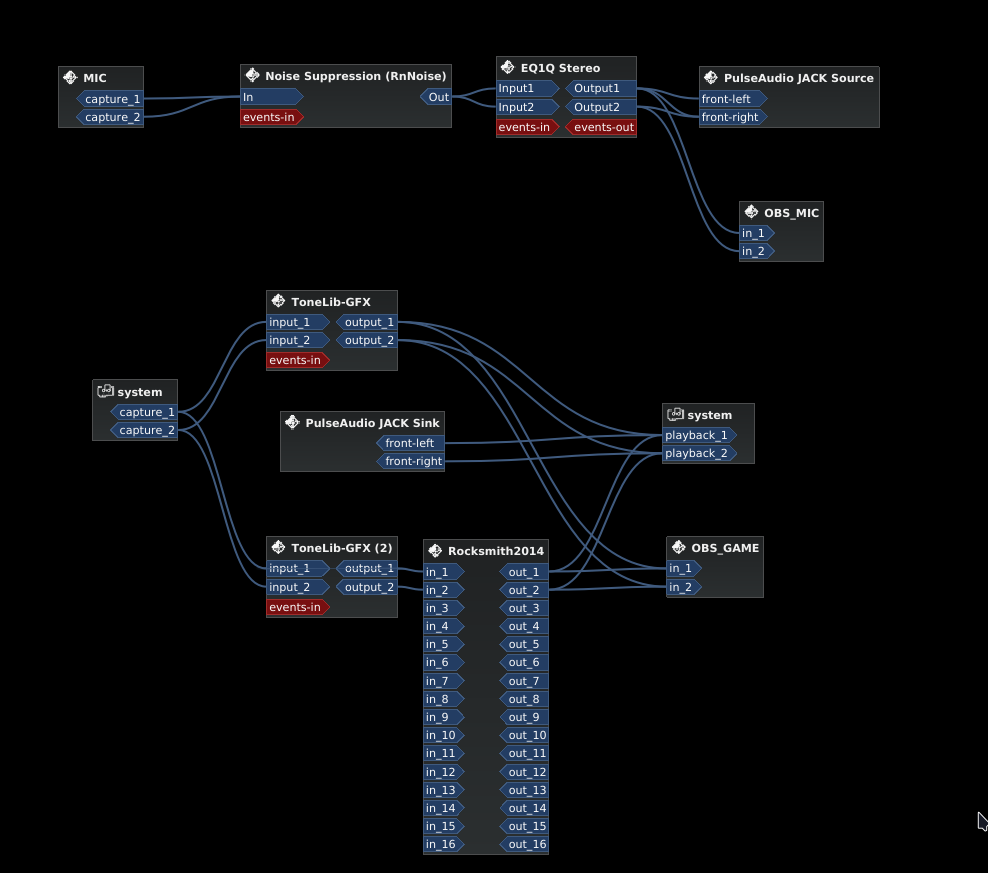 MIC
capture_1
capture_2
Noise Suppression (RnNoise)
In
Out
events-in
EQ1Q Stereo
Input1
Output1
Input2
Output2
events-in
events-out
PulseAudio JACK Source
front-left
front-right
OBS_MIC
in_1
in_2
ToneLib-GFX
input_1
output_1
input_2
output_2
events-in
system
capture_1
capture_2
PulseAudio JACK Sink
front-left
front-right
system
playback_1
playback_2
ToneLib-GFX (2)
input_1
output_1
input_2
output_2
events-in
Rocksmith2014
in_1
out_1
in_2
out_2
in_3
out_3
in_4
out_4
in_5
out_5
in_6
out_6
in_7
out_7
in_8
out_8
in_9
out_9
in_10
out_10
in_11
out_11
in_12
out_12
in_13
out_13
in_14
out_14
in_15
out_15
in_16
out_16
OBS_GAME
in_1
in_2